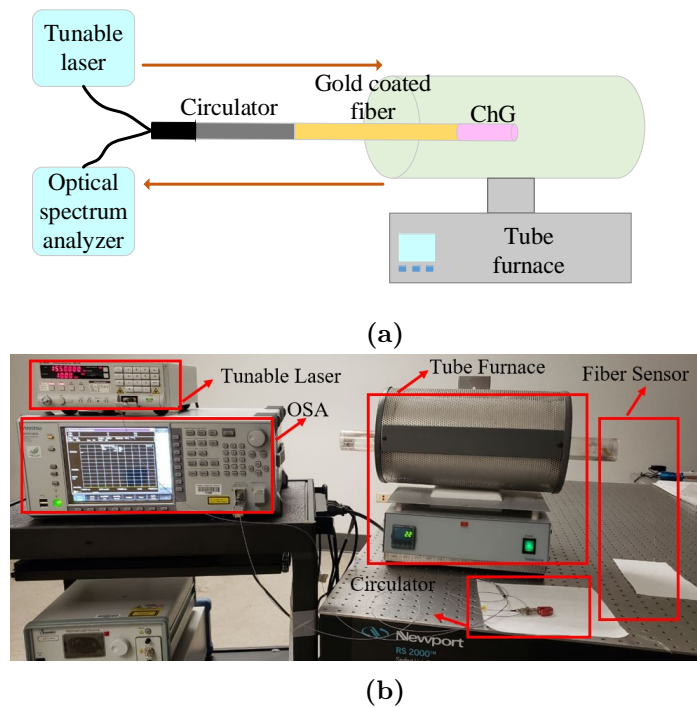 Tunable
laser
Circulator
Gold coated
fiber
ChG
Optical
spectrum
analyzer
Tube
furnace
(a)
Tunable Laser
OSA
Tube Furnace
Fiber Sensor
Circulator
Newport
RS 2000™
(b)